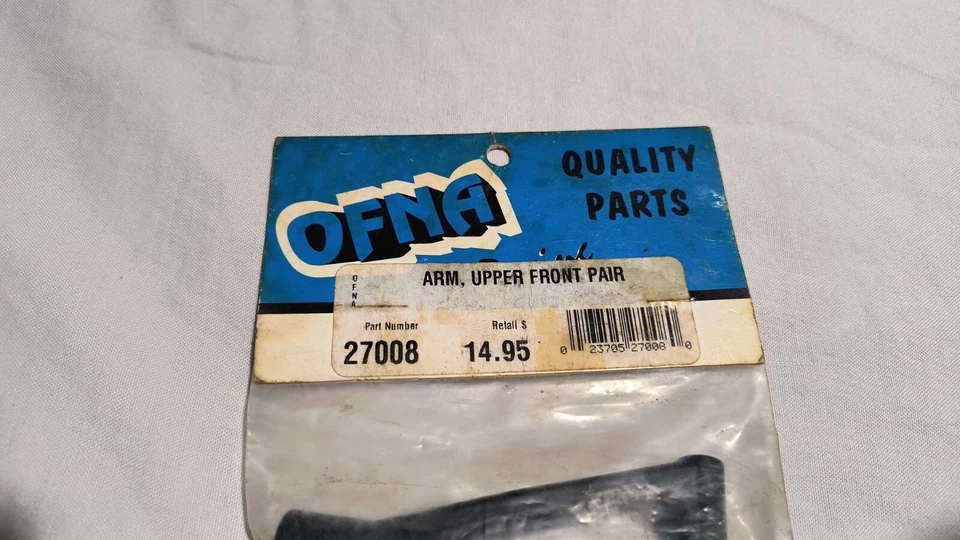 QUALITY
PARTS
OFNA
ARM, UPPER FRONT PAIR
OFNA
Part Number
Retail $
27008
14.95
0 23705 27008 0